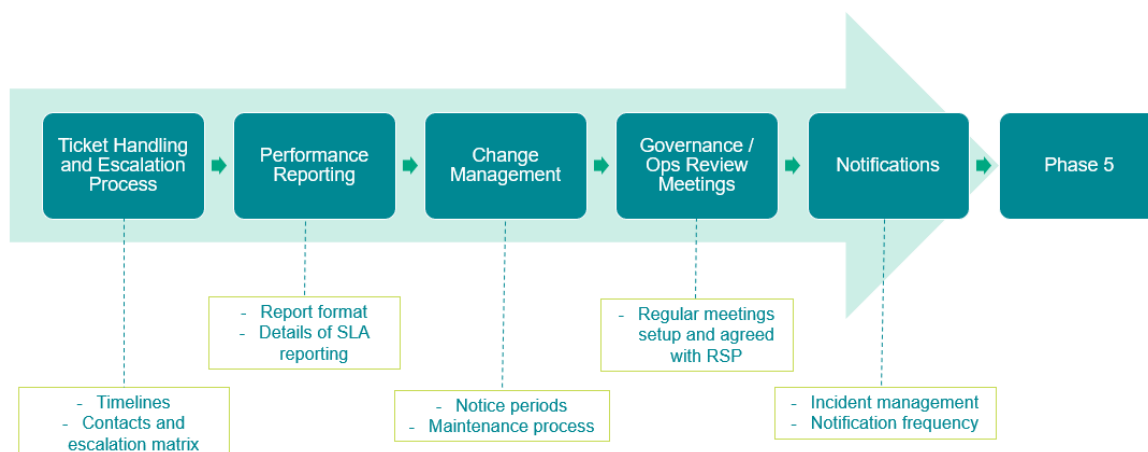 Ticket Handling
and Escalation
Process
Performance
Reporting
Change
Management
Governance /
Ops Review
Meetings
Notifications
Phase 5
- Report format
- Details of SLA
reporting
- Regular meetings
setup and agreed
with RSP
- Timelines
- Contacts and
escalation matrix
- Notice periods
- Maintenance process
- Incident management
- Notification frequency